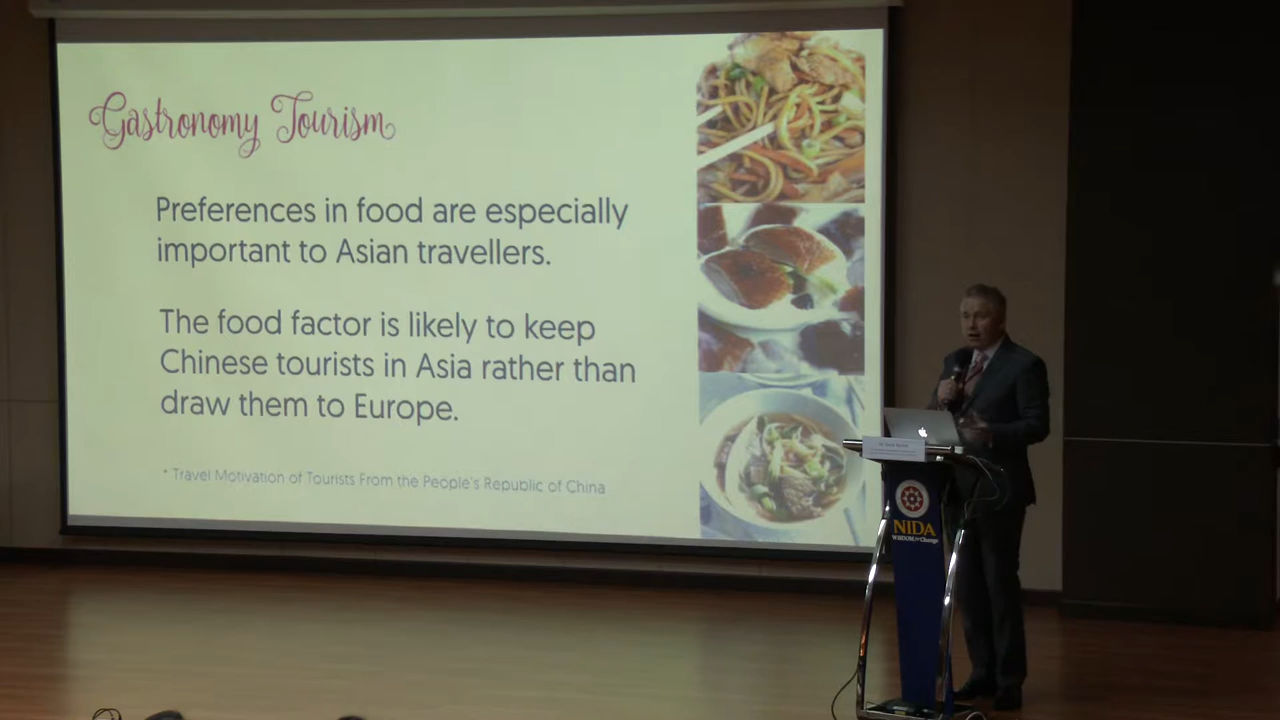 Gastronomy Tourism
Preferences in food are especially
important to Asian travellers.
The food factor is likely to keep
Chinese tourists in Asia rather than
draw them to Europe.
* Travel Motivation of Tourists From the People's Republic of China
NIDA
WISDOM for Change